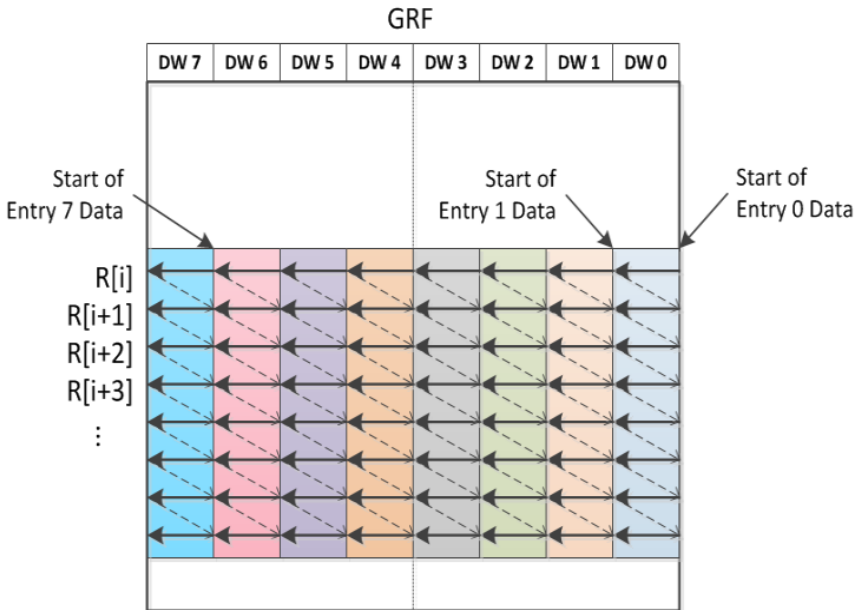 GRF
DW 7 DW 6 DW 5 DW 4 DW 3 DW 2 DW 1 DW 0
Start of
Entry 7 Data
Start of
Entry 1 Data
Start of
Entry 0 Data
R[i]
R[i+1]
R[i+2]
R[i+3]
⋮